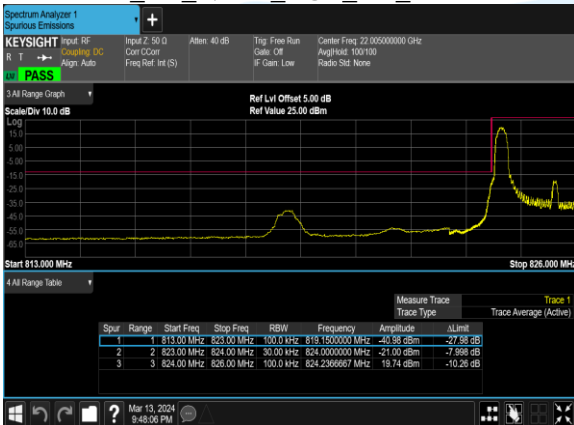 Spectrum Analyzer 1
Spurious Emissions
+
KEYSIGHT
R T
LW PASS
Input: RF
Coupling: DC
Align: Auto
Input Z: 50 Ω
Corr CCorr
Freq Ref: Int (S)
Atten: 40 dB
Trig: Free Run
Gate: Off
IF Gain: Low
Center Freq: 22.005000000 GHz
Avg|Hold: 100/100
Radio Std: None
3 All Range Graph
Scale/Div 10.0 dB
Ref Lvl Offset 5.00 dB
Ref Value 25.00 dBm
Log
15.0
5.00
-5.00
-15.0
-25.0
-35.0
-45.0
-55.0
-65.0
Start 813.000 MHz
Stop 826.000 MHz
4 All Range Table
Measure Trace Trace 1
Trace Type Trace Average (Active)
Spur Range Start Freq Stop Freq RBW Frequency Amplitude ΔLimit
1 1 813.00 MHz 823.00 MHz 100.0 kHz 819.1500000 MHz -40.98 dBm -27.98 dB
2 2 823.00 MHz 824.00 MHz 30.00 kHz 824.0000000 MHz -21.00 dBm -7.998 dB
3 3 824.00 MHz 826.00 MHz 100.0 kHz 824.2366667 MHz 19.74 dBm -10.26 dB
?
Mar 13, 2024
9:48:06 PM